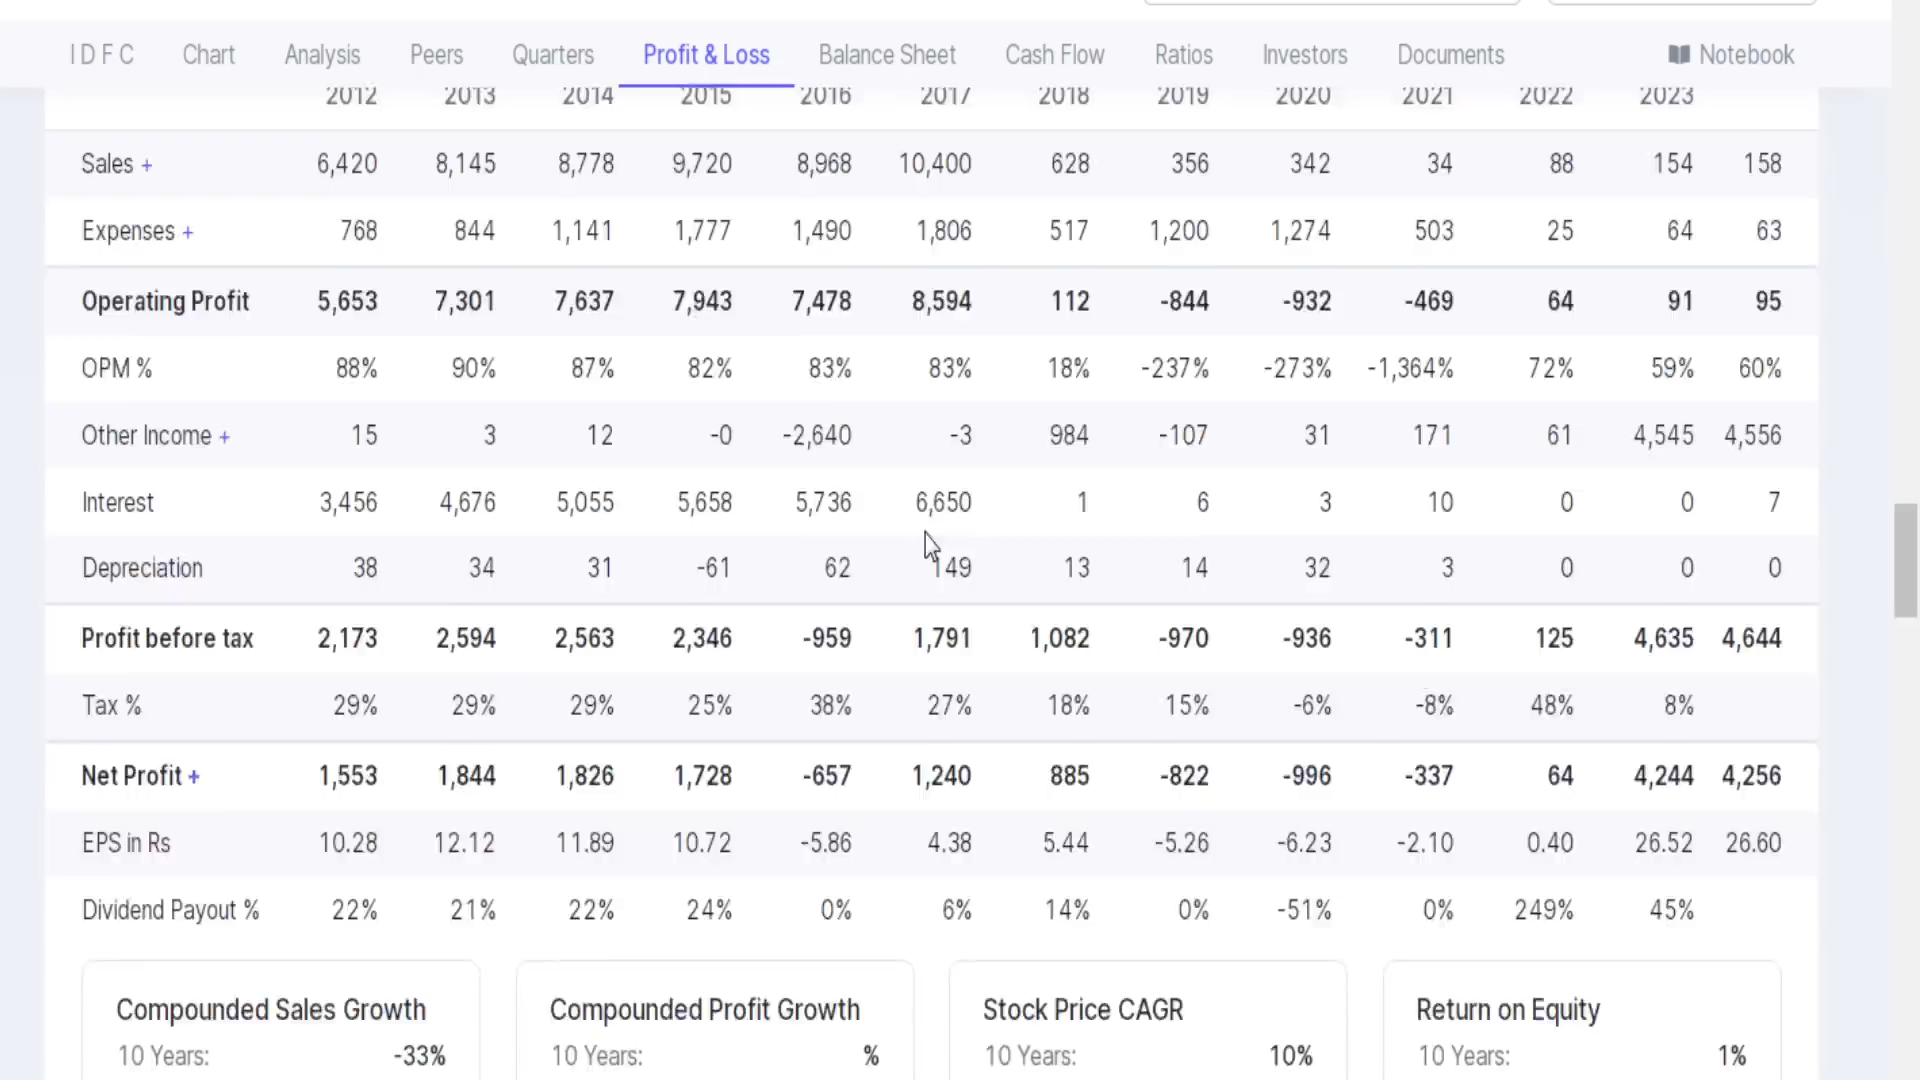 I D F C Chart Analysis Peers Quarters Profit & Loss Balance Sheet Cash Flow Ratios Investors Documents Notebook
2012 2013 2014 2015 2016 2017 2018 2019 2020 2021 2022 2023
Sales + 6,420 8,145 8,778 9,720 8,968 10,400 628 356 342 34 88 154 158
Expenses + 768 844 1,141 1,777 1,490 1,806 517 1,200 1,274 503 25 64 63
Operating Profit 5,653 7,301 7,637 7,943 7,478 8,594 112 -844 -932 -469 64 91 95
OPM % 88% 90% 87% 82% 83% 83% 18% -237% -273% -1,364% 72% 59% 60%
Other Income + 15 3 12 -0 -2,640 -3 984 -107 31 171 61 4,545 4,556
Interest 3,456 4,676 5,055 5,658 5,736 6,650 1 6 3 10 0 0 7
Depreciation 38 34 31 -61 62 149 13 14 32 3 0 0 0
Profit before tax 2,173 2,594 2,563 2,346 -959 1,791 1,082 -970 -936 -311 125 4,635 4,644
Tax % 29% 29% 29% 25% 38% 27% 18% 15% -6% -8% 48% 8%
Net Profit + 1,553 1,844 1,826 1,728 -657 1,240 885 -822 -996 -337 64 4,244 4,256
EPS in Rs 10.28 12.12 11.89 10.72 -5.86 4.38 5.44 -5.26 -6.23 -2.10 0.40 26.52 26.60
Dividend Payout % 22% 21% 22% 24% 0% 6% 14% 0% -51% 0% 249% 45%
Compounded Sales Growth Compounded Profit Growth Stock Price CAGR Return on Equity
10 Years: -33% 10 Years: % 10 Years: 10% 10 Years: 1%